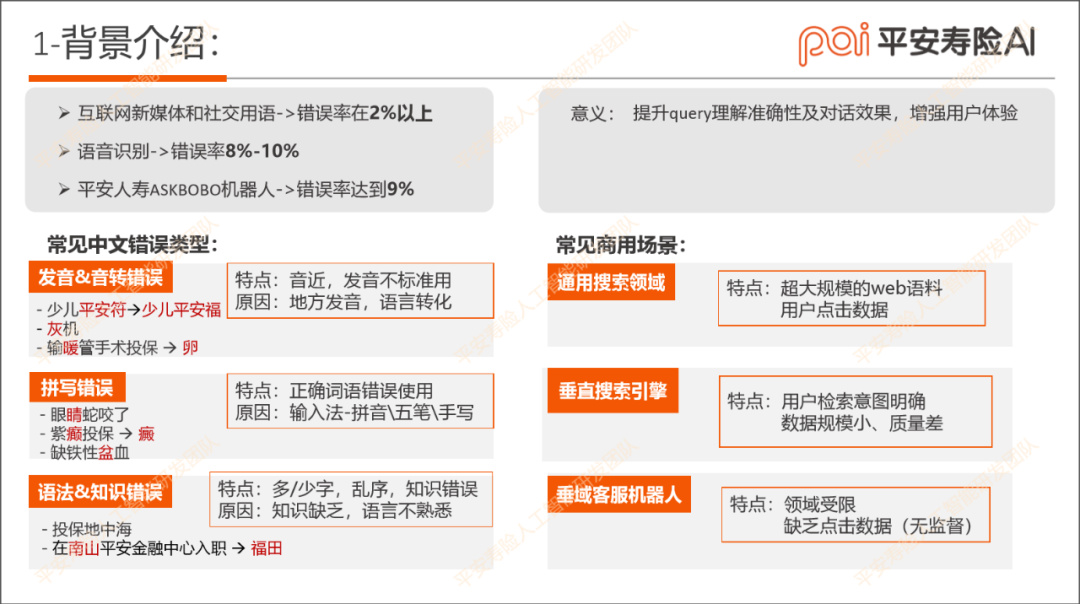 1-背景介绍：
pai 平安寿险AI
➢ 互联网新媒体和社交用语->错误率在2%以上
➢ 语音识别->错误率8%-10%
➢ 平安人寿ASKBOBO机器人->错误率达到9%
意义： 提升query理解准确性及对话效果，增强用户体验
常见中文错误类型：
发音&音转错误
特点：音近，发音不标准用
原因：地方发音，语言转化
- 少儿平安符→少儿平安福
- 灰机
- 输暖管手术投保 → 卵
拼写错误
特点：正确词语错误使用
原因：输入法-拼音\五笔\手写
- 眼睛蛇咬了
- 紫癫投保 → 癜
- 缺铁性盆血
语法&知识错误
特点：多/少字，乱序，知识错误
原因：知识缺乏，语言不熟悉
- 投保地中海
- 在南山平安金融中心入职 → 福田
常见商用场景：
通用搜索领域
特点：超大规模的web语料
用户点击数据
垂直搜索引擎
特点：用户检索意图明确
数据规模小、质量差
垂域客服机器人
特点：领域受限
缺乏点击数据（无监督）
平安寿险人工智能研发团队